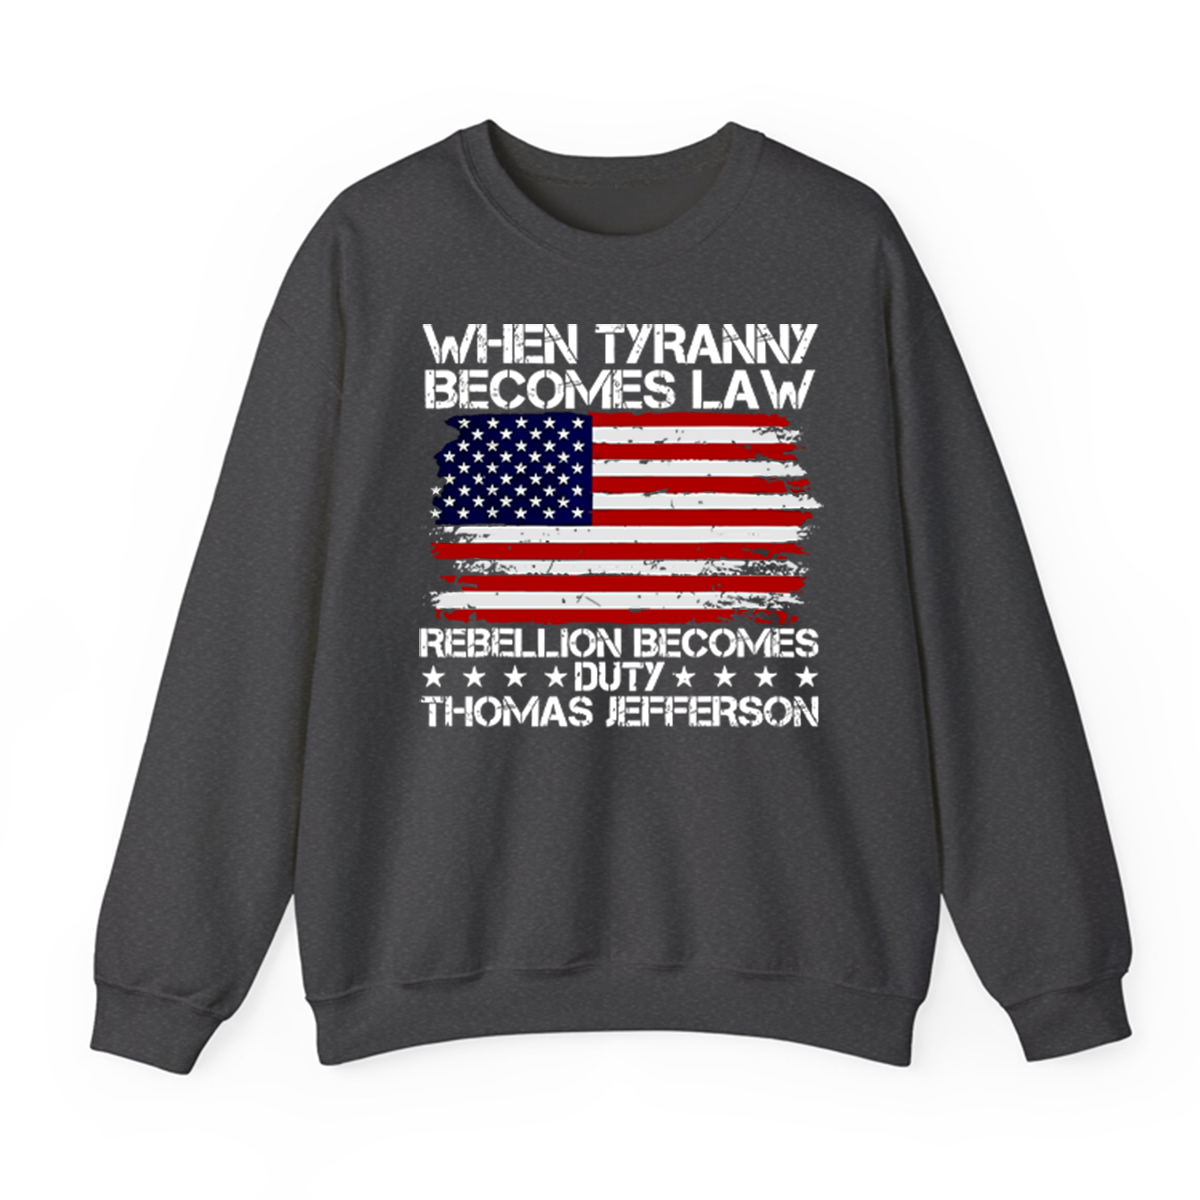 WHEN TYRANNY
BECOMES LAW
REBELLION BECOMES
DUTY
THOMAS JEFFERSON